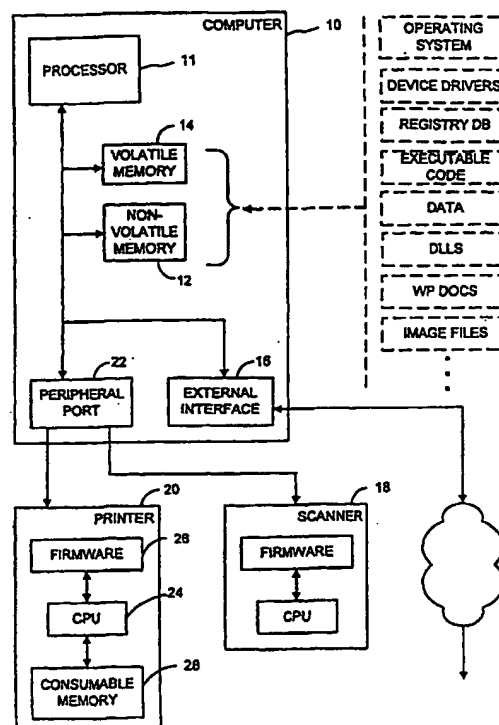 COMPUTER
10
PROCESSOR
11
14
VOLATILE
MEMORY
NON-
VOLATILE
MEMORY
12
22
PERIPHERAL
PORT
16
EXTERNAL
INTERFACE
OPERATING
SYSTEM
DEVICE DRIVERS
REGISTRY DB
EXECUTABLE
CODE
DATA
DLLS
WP DOCS
IMAGE FILES
20
PRINTER
FIRMWARE
26
24
CPU
28
CONSUMABLE
MEMORY
18
SCANNER
FIRMWARE
CPU